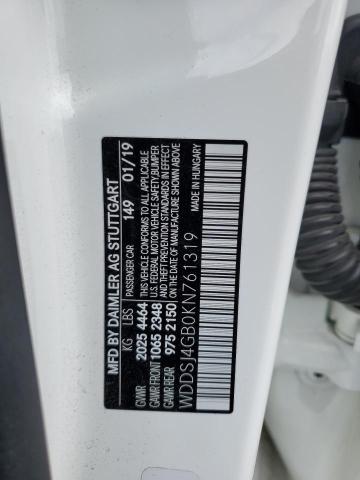 MFD BY DAIMLER AG STUTTGART
PASSENGER CAR 149 01/19
KG LBS
GVWR 2025 4464
GAWR FRONT 1065 2348
GAWR REAR 975 2150
THIS VEHICLE CONFORMS TO ALL APPLICABLE
U.S. FEDERAL MOTOR VEHICLE SAFETY, BUMPER
AND THEFT PREVENTION STANDARDS IN EFFECT
ON THE DATE OF MANUFACTURE SHOWN ABOVE
MADE IN HUNGARY
WDDSJ4GB0KN761319